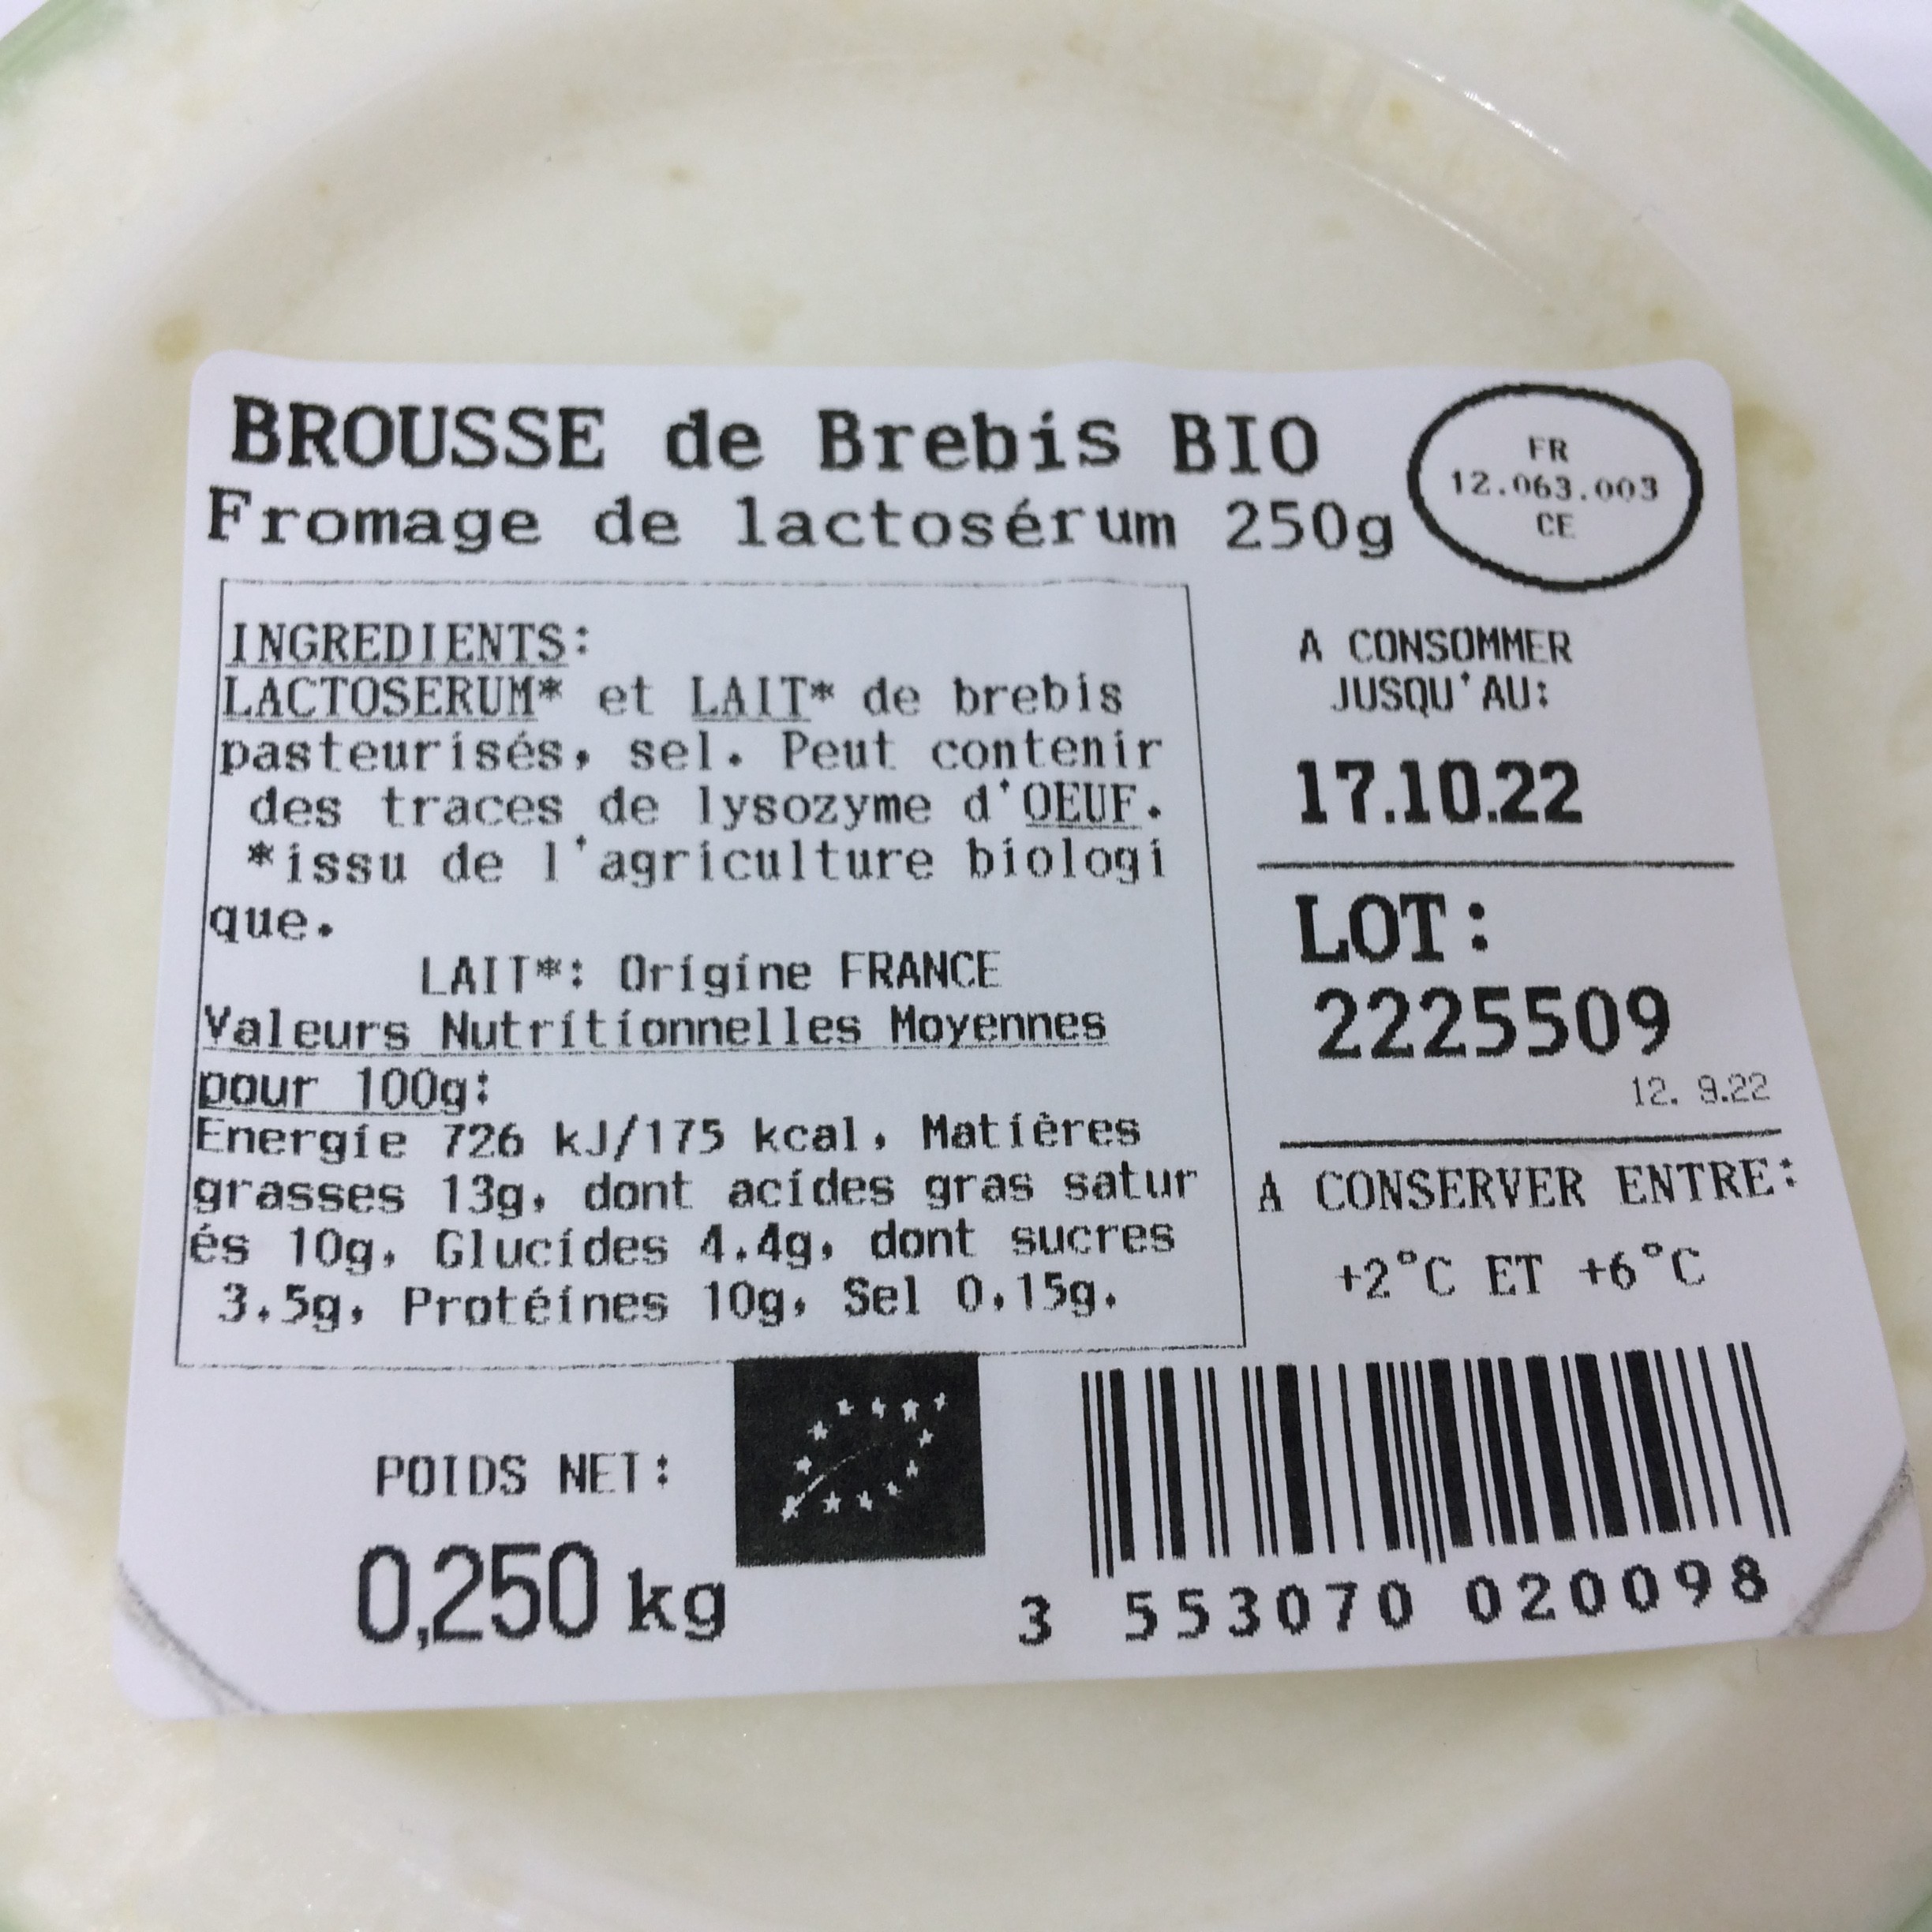 BROUSSE de Brebis BIO
Fromage de lactosérum 250g
FR
12.063.003
CE
INGREDIENTS:
LACTOSERUM* et LAIT* de brebis
pasteurisés, sel. Peut contenir
des traces de lysozyme d'OEUF.
*issu de l'agriculture biologi
que.
LAIT*: Origine FRANCE
Valeurs Nutritionnelles Moyennes
pour 100g:
Energie 726 kJ/175 kcal, Matières
grasses 13g, dont acides gras satur
és 10g, Glucides 4.4g, dont sucres
3.5g, Protéines 10g, Sel 0,15g.
A CONSOMMER
JUSQU'AU:
17.10.22
LOT:
2225509
12. 9.22
A CONSERVER ENTRE:
+2°C ET +6°C
POIDS NET:
0,250 kg
3 553070 020098